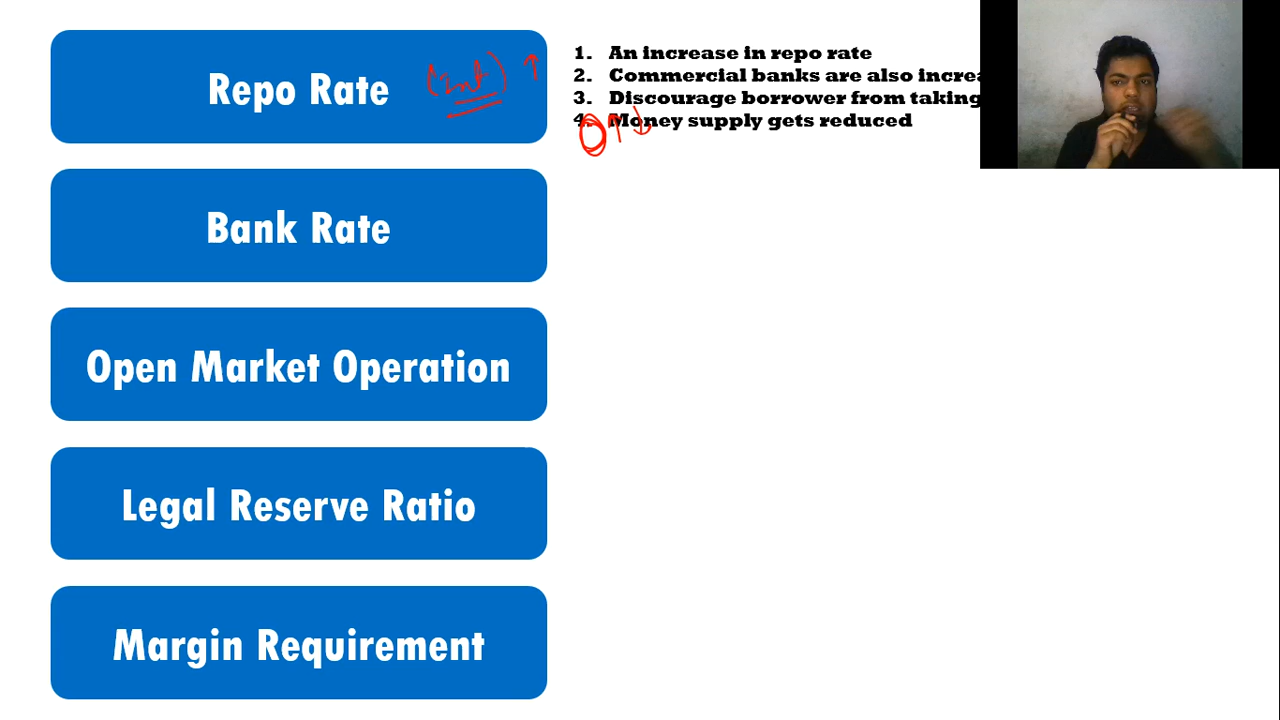 Repo Rate (int) ↑
1. An increase in repo rate
2. Commercial banks are also
3. Discourage borrower from taking
4. Money supply gets reduced
Bank Rate
Open Market Operation
Legal Reserve Ratio
Margin Requirement